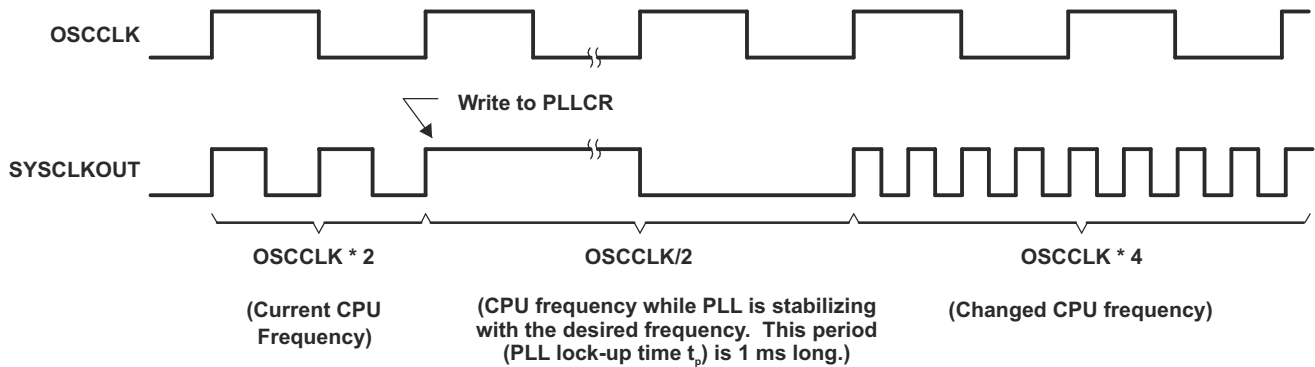 OSCCLK
Write to PLLCR
SYSCLKOUT
OSCCLK * 2
(Current CPU
Frequency)
OSCCLK/2
(CPU frequency while PLL is stabilizing
with the desired frequency. This period
(PLL lock-up time tp) is 1 ms long.)
OSCCLK * 4
(Changed CPU frequency)